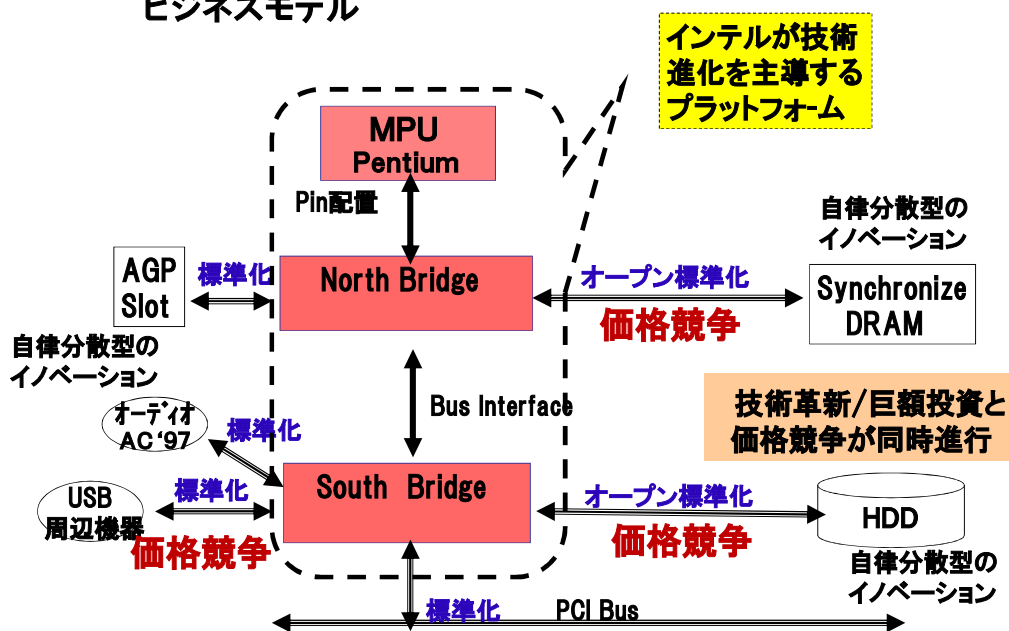 ビジネスモデル
インテルが技術
進化を主導する
プラットフォーム
MPU
Pentium
Pin配置
自律分散型の
イノベーション
AGP
Slot
標準化
North Bridge
オープン標準化
Synchronize
DRAM
価格競争
自律分散型の
イノベーション
Bus Interface
技術革新/巨額投資と
価格競争が同時進行
オーディオ
AC‘97
標準化
USB
周辺機器
標準化
South Bridge
オープン標準化
HDD
価格競争
価格競争
自律分散型の
イノベーション
標準化
PCI Bus